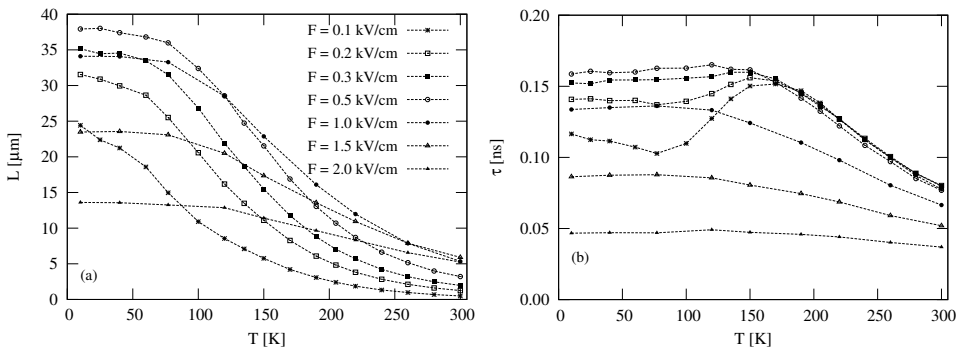 40
35
30
25
20
15
10
5
0
L [μm]
0 50 100 150 200 250 300
T [K]
(a)
F = 0.1 kV/cm
F = 0.2 kV/cm
F = 0.3 kV/cm
F = 0.5 kV/cm
F = 1.0 kV/cm
F = 1.5 kV/cm
F = 2.0 kV/cm
0.20
0.15
0.10
0.05
0.00
τ [ns]
0 50 100 150 200 250 300
T [K]
(b)